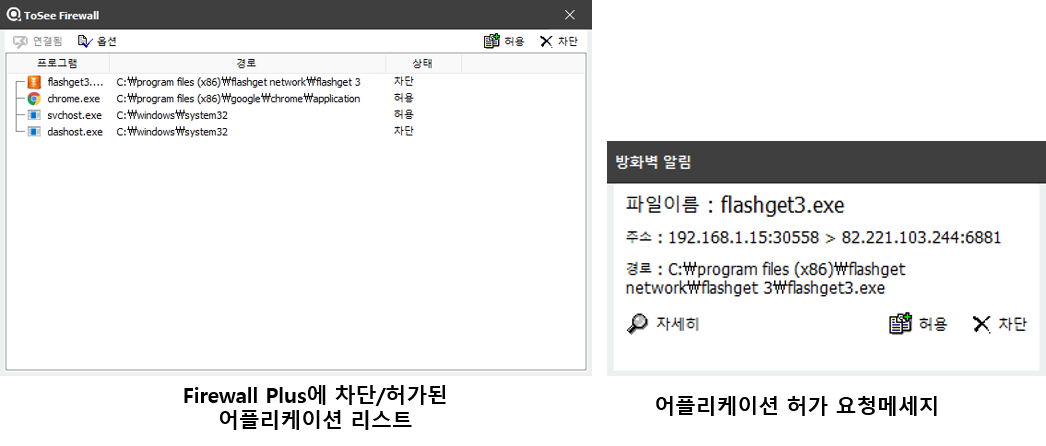 ToSee Firewall
연결됨 옵션 허용 차단
프로그램 경로 상태
flashget3.... C:₩program files (x86)₩flashget network₩flashget 3 차단
chrome.exe C:₩program files (x86)₩google₩chrome₩application 허용
svchost.exe C:₩windows₩system32 허용
dashost.exe C:₩windows₩system32 차단
Firewall Plus에 차단/허가된
어플리케이션 리스트
방화벽 알림
파일이름 : flashget3.exe
주소 : 192.168.1.15:30558 > 82.221.103.244:6881
경로 : C:₩program files (x86)₩flashget
network₩flashget 3₩flashget3.exe
자세히 허용 차단
어플리케이션 허가 요청메세지